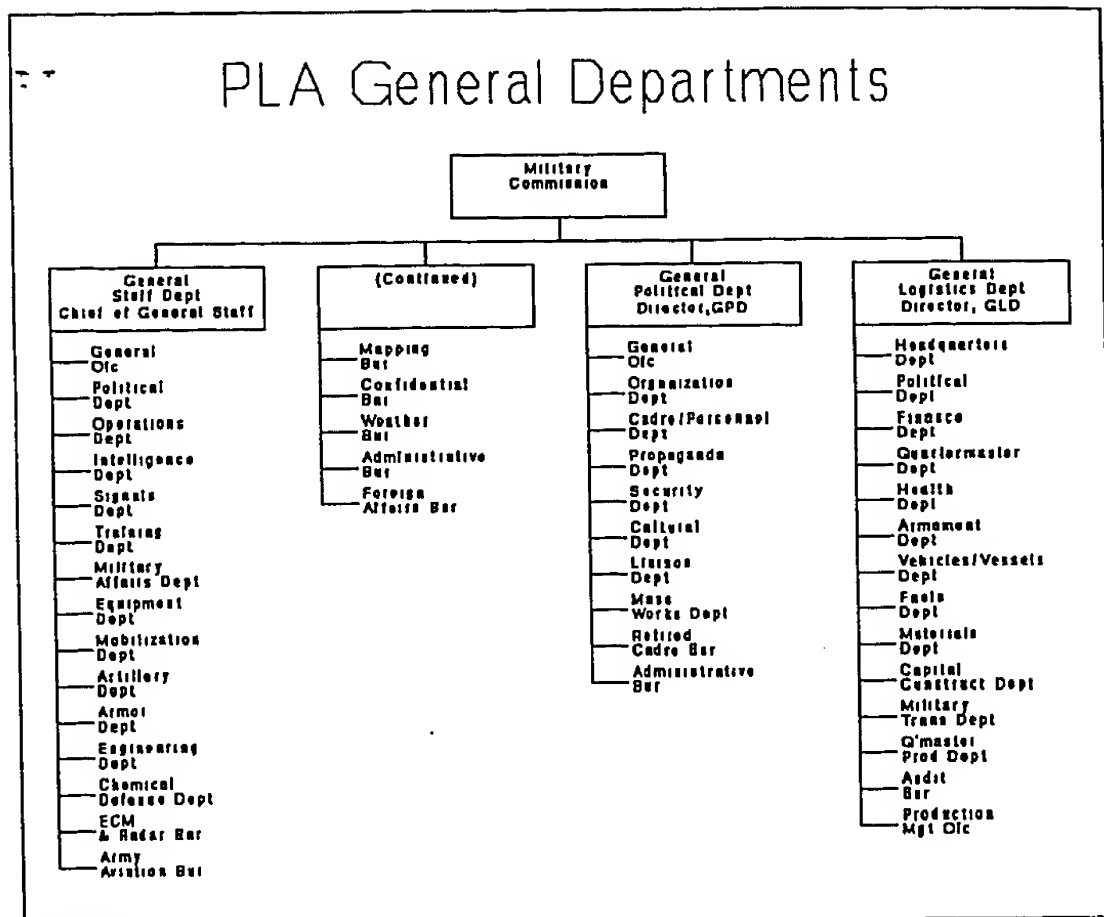 PLA General Departments
Military
Commission
General
Staff Dept
Chief of General Staff
General
Ofc
Political
Dept
Operations
Dept
Intelligence
Dept
Signals
Dept
Training
Dept
Military
Affairs Dept
Equipment
Dept
Mobilization
Dept
Artillery
Dept
Armor
Dept
Engineering
Dept
Chemical
Defense Dept
ECM
& Radar Bur
Army
Aviation Bur
(Continued)
Mapping
Bur
Confidential
Bur
Weather
Bur
Administrative
Bur
Foreign
Affairs Bur
General
Political Dept
Director,GPD
General
Ofc
Organization
Dept
Cadre/Personnel
Dept
Propaganda
Dept
Security
Dept
Cultural
Dept
Liaison
Dept
Mass
Works Dept
Retired
Cadre Bur
Administrative
Bur
General
Logistics Dept
Director, GLD
Headquarters
Dept
Political
Dept
Finance
Dept
Quartermaster
Dept
Health
Dept
Armament
Dept
Vehicles/Vessels
Dept
Fuels
Dept
Materials
Dept
Capital
Construct Dept
Military
Trans Dept
Q'master
Prod Dept
Audit
Bur
Production
Mgt Ofc